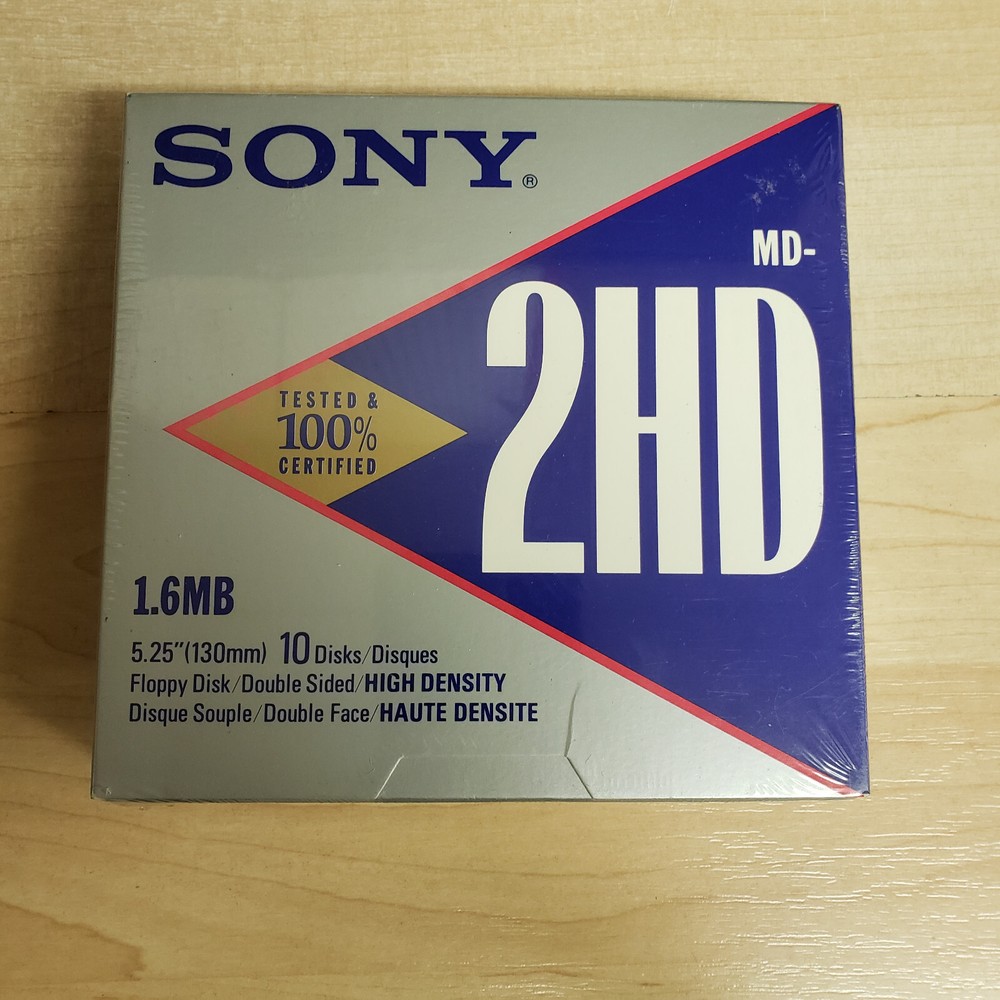 SONY®
MD-
2HD
TESTED &
100%
CERTIFIED
1.6MB
5.25"(130mm) 10 Disks/Disques
Floppy Disk/Double Sided/HIGH DENSITY
Disque Souple/Double Face/HAUTE DENSITE